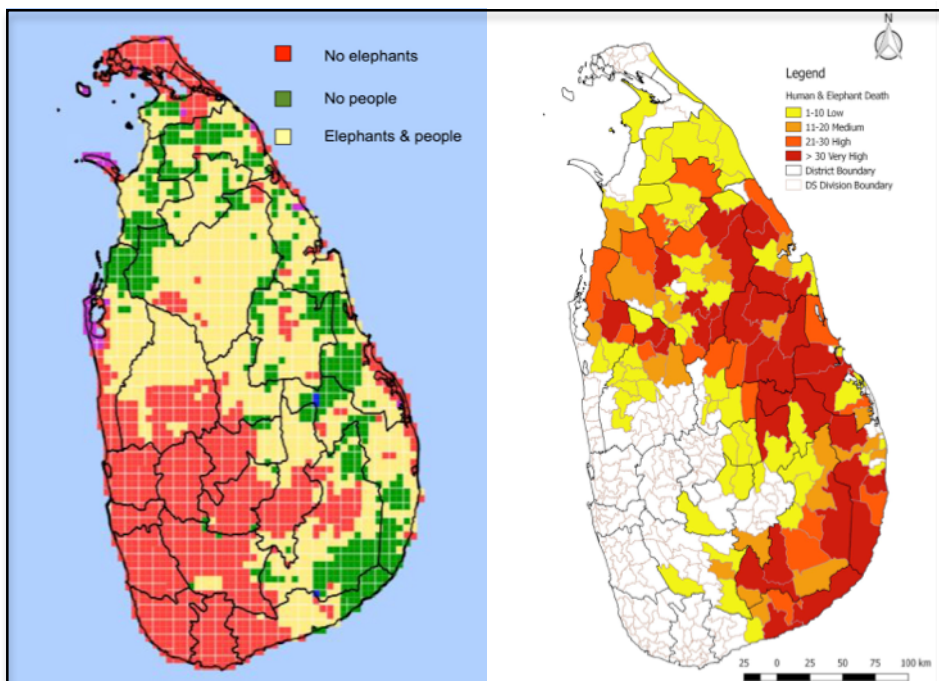 No elephants
No people
Elephants & people
N
Legend
Human & Elephant Death
1-10 Low
11-20 Medium
21-30 High
> 30 Very High
District Boundary
DS Division Boundary
25 0 25 50 75 100 km